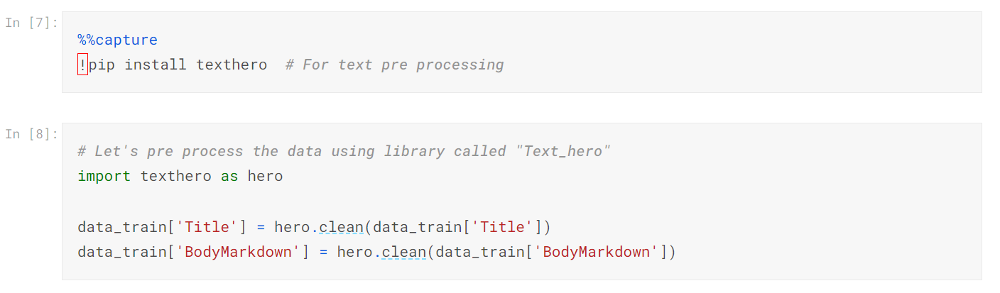 In [7]:
%%capture
!pip install texthero  # For text pre processing
In [8]:
# Let's pre process the data using library called "Text_hero"
import texthero as hero
data_train['Title'] = hero.clean(data_train['Title'])
data_train['BodyMarkdown'] = hero.clean(data_train['BodyMarkdown'])